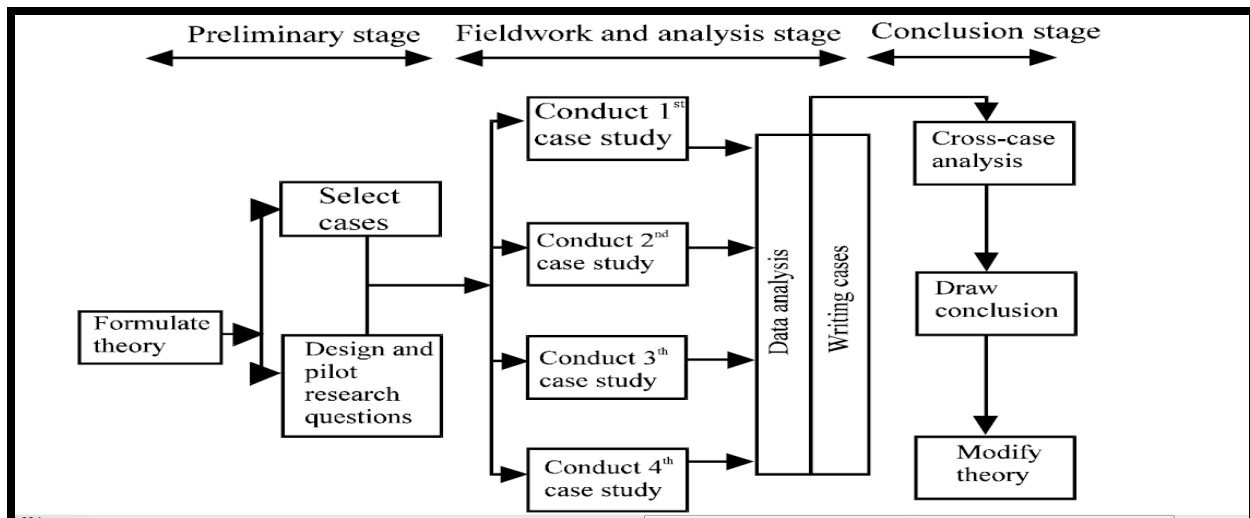 Preliminary stage
Fieldwork and analysis stage
Conclusion stage
Formulate
theory
Select
cases
Design and
pilot
research
questions
Conduct 1st
case study
Conduct 2nd
case study
Conduct 3th
case study
Conduct 4th
case study
Data analysis
Writing cases
Cross-case
analysis
Draw
conclusion
Modify
theory